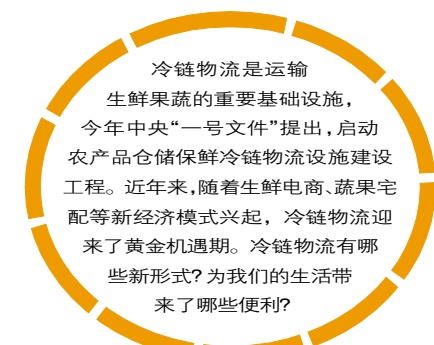 冷链物流是运输
生鲜果蔬的重要基础设施，
今年中央“一号文件”提出，启动
农产品仓储保鲜冷链物流设施建设
工程。近年来，随着生鲜电商、蔬果宅
配等新经济模式兴起，冷链物流迎
来了黄金机遇期。冷链物流有哪
些新形式？为我们的生活带
来了哪些便利？